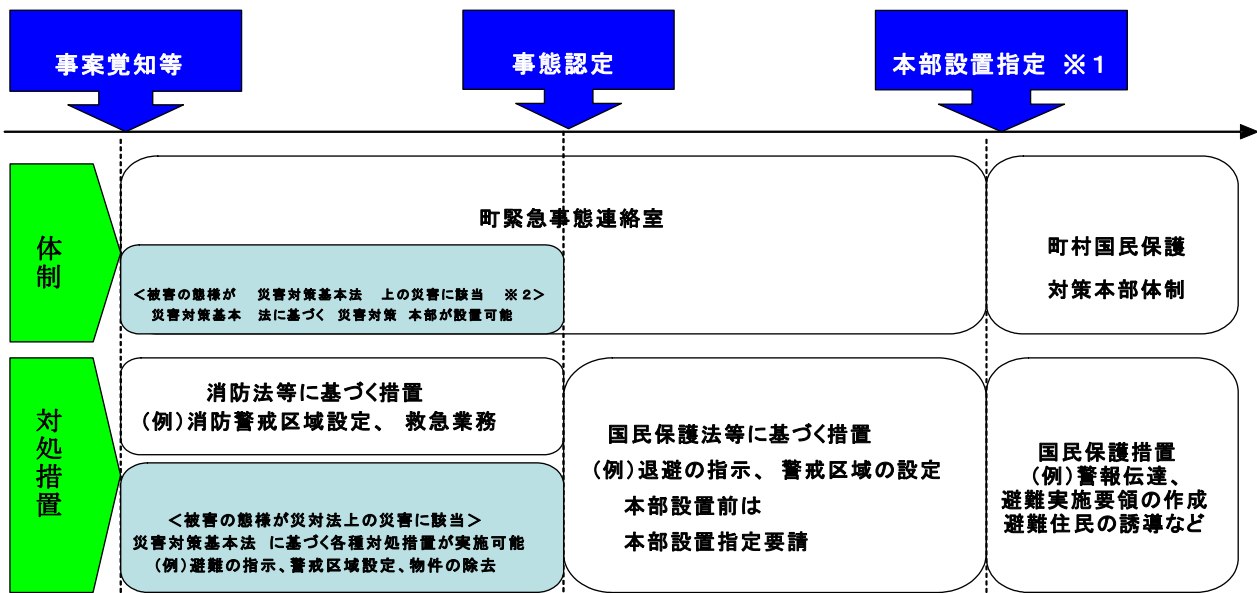 事案覚知等
事態認定
本部設置指定 ※1
体制
町緊急事態連絡室
<被害の態様が 災害対策基本法 上の災害に該当 ※2>
災害対策基本 法に基づく 災害対策 本部が設置可能
町村国民保護
対策本部体制
対処措置
消防法等に基づく措置
(例)消防警戒区域設定、 救急業務
<被害の態様が災対法上の災害に該当>
災害対策基本法 に基づく各種対処措置が実施可能
(例)避難の指示、警戒区域設定、物件の除去
国民保護法等に基づく措置
(例)退避の指示、 警戒区域の設定
本部設置前は
本部設置指定要請
国民保護措置
(例)警報伝達、
避難実施要領の作成
避難住民の誘導など